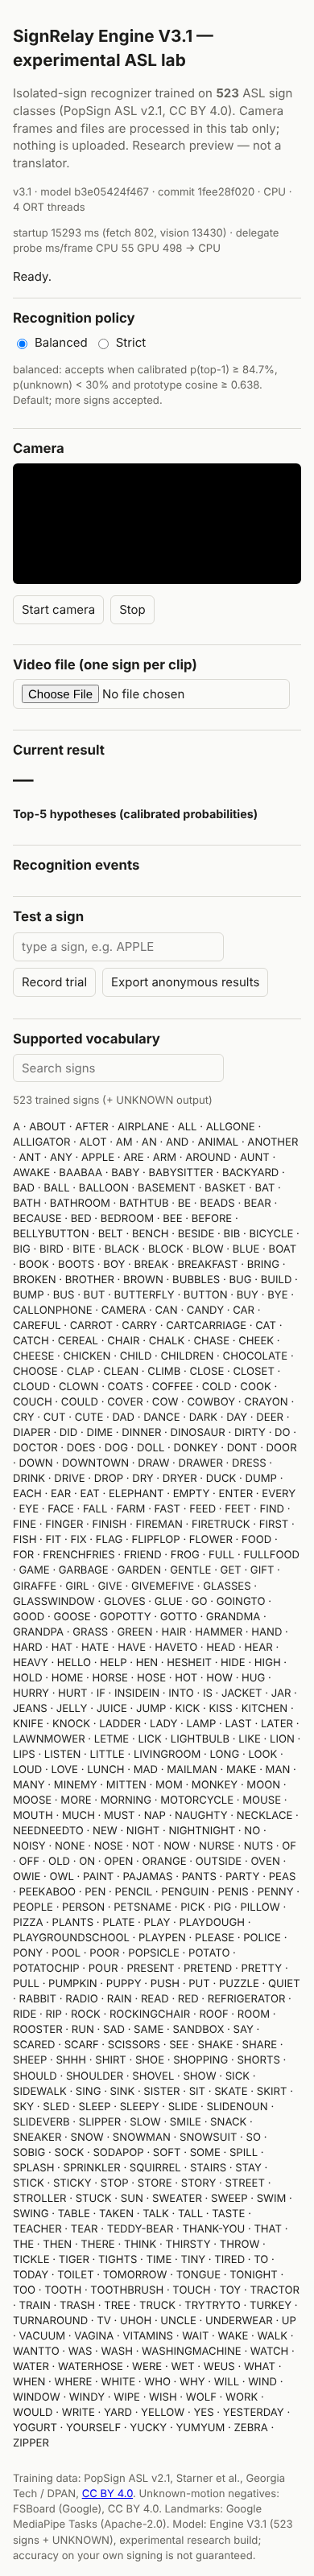 SignRelay Engine V3.1 —
experimental ASL lab
Isolated-sign recognizer trained on 523 ASL sign
classes (PopSign ASL v2.1, CC BY 4.0). Camera
frames and files are processed in this tab only;
nothing is uploaded. Research preview — not a
translator.
v3.1 · model b3e05424f467 · commit 1fee28f020 · CPU ·
4 ORT threads
startup 15293 ms (fetch 802, vision 13430) · delegate
probe ms/frame CPU 55 GPU 498 → CPU
Ready.
Recognition policy
Balanced Strict
balanced: accepts when calibrated p(top-1) ≥ 84.7%,
p(unknown) < 30% and prototype cosine ≥ 0.638.
Default; more signs accepted.
Camera
Start camera Stop
Video file (one sign per clip)
Choose File No file chosen
Current result
—
Top-5 hypotheses (calibrated probabilities)
Recognition events
Test a sign
type a sign, e.g. APPLE
Record trial Export anonymous results
Supported vocabulary
Search signs
523 trained signs (+ UNKNOWN output)
A · ABOUT · AFTER · AIRPLANE · ALL · ALLGONE ·
ALLIGATOR · ALOT · AM · AN · AND · ANIMAL · ANOTHER
· ANT · ANY · APPLE · ARE · ARM · AROUND · AUNT ·
AWAKE · BAABAA · BABY · BABYSITTER · BACKYARD ·
BAD · BALL · BALLOON · BASEMENT · BASKET · BAT ·
BATH · BATHROOM · BATHTUB · BE · BEADS · BEAR ·
BECAUSE · BED · BEDROOM · BEE · BEFORE ·
BELLYBUTTON · BELT · BENCH · BESIDE · BIB · BICYCLE ·
BIG · BIRD · BITE · BLACK · BLOCK · BLOW · BLUE · BOAT
· BOOK · BOOTS · BOY · BREAK · BREAKFAST · BRING ·
BROKEN · BROTHER · BROWN · BUBBLES · BUG · BUILD ·
BUMP · BUS · BUT · BUTTERFLY · BUTTON · BUY · BYE ·
CALLONPHONE · CAMERA · CAN · CANDY · CAR ·
CAREFUL · CARROT · CARRY · CARTCARRIAGE · CAT ·
CATCH · CEREAL · CHAIR · CHALK · CHASE · CHEEK ·
CHEESE · CHICKEN · CHILD · CHILDREN · CHOCOLATE ·
CHOOSE · CLAP · CLEAN · CLIMB · CLOSE · CLOSET ·
CLOUD · CLOWN · COATS · COFFEE · COLD · COOK ·
COUCH · COULD · COVER · COW · COWBOY · CRAYON ·
CRY · CUT · CUTE · DAD · DANCE · DARK · DAY · DEER ·
DIAPER · DID · DIME · DINNER · DINOSAUR · DIRTY · DO ·
DOCTOR · DOES · DOG · DOLL · DONKEY · DONT · DOOR
· DOWN · DOWNTOWN · DRAW · DRAWER · DRESS ·
DRINK · DRIVE · DROP · DRY · DRYER · DUCK · DUMP ·
EACH · EAR · EAT · ELEPHANT · EMPTY · ENTER · EVERY
· EYE · FACE · FALL · FARM · FAST · FEED · FEET · FIND ·
FINE · FINGER · FINISH · FIREMAN · FIRETRUCK · FIRST ·
FISH · FIT · FIX · FLAG · FLIPFLOP · FLOWER · FOOD ·
FOR · FRENCHFRIES · FRIEND · FROG · FULL · FULLFOOD
· GAME · GARBAGE · GARDEN · GENTLE · GET · GIFT ·
GIRAFFE · GIRL · GIVE · GIVEMEFIVE · GLASSES ·
GLASSWINDOW · GLOVES · GLUE · GO · GOINGTO ·
GOOD · GOOSE · GOPOTTY · GOTTO · GRANDMA ·
GRANDPA · GRASS · GREEN · HAIR · HAMMER · HAND ·
HARD · HAT · HATE · HAVE · HAVETO · HEAD · HEAR ·
HEAVY · HELLO · HELP · HEN · HESHEIT · HIDE · HIGH ·
HOLD · HOME · HORSE · HOSE · HOT · HOW · HUG ·
HURRY · HURT · IF · INSIDEIN · INTO · IS · JACKET · JAR ·
JEANS · JELLY · JUICE · JUMP · KICK · KISS · KITCHEN ·
KNIFE · KNOCK · LADDER · LADY · LAMP · LAST · LATER ·
LAWNMOWER · LETME · LICK · LIGHTBULB · LIKE · LION ·
LIPS · LISTEN · LITTLE · LIVINGROOM · LONG · LOOK ·
LOUD · LOVE · LUNCH · MAD · MAILMAN · MAKE · MAN ·
MANY · MINEMY · MITTEN · MOM · MONKEY · MOON ·
MOOSE · MORE · MORNING · MOTORCYCLE · MOUSE ·
MOUTH · MUCH · MUST · NAP · NAUGHTY · NECKLACE ·
NEEDNEEDTO · NEW · NIGHT · NIGHTNIGHT · NO ·
NOISY · NONE · NOSE · NOT · NOW · NURSE · NUTS · OF
· OFF · OLD · ON · OPEN · ORANGE · OUTSIDE · OVEN ·
OWIE · OWL · PAINT · PAJAMAS · PANTS · PARTY · PEAS
· PEEKABOO · PEN · PENCIL · PENGUIN · PENIS · PENNY ·
PEOPLE · PERSON · PETSNAME · PICK · PIG · PILLOW ·
PIZZA · PLANTS · PLATE · PLAY · PLAYDOUGH ·
PLAYGROUNDSCHOOL · PLAYPEN · PLEASE · POLICE ·
PONY · POOL · POOR · POPSICLE · POTATO ·
POTATOCHIP · POUR · PRESENT · PRETEND · PRETTY ·
PULL · PUMPKIN · PUPPY · PUSH · PUT · PUZZLE · QUIET
· RABBIT · RADIO · RAIN · READ · RED · REFRIGERATOR ·
RIDE · RIP · ROCK · ROCKINGCHAIR · ROOF · ROOM ·
ROOSTER · RUN · SAD · SAME · SANDBOX · SAY ·
SCARED · SCARF · SCISSORS · SEE · SHAKE · SHARE ·
SHEEP · SHHH · SHIRT · SHOE · SHOPPING · SHORTS ·
SHOULD · SHOULDER · SHOVEL · SHOW · SICK ·
SIDEWALK · SING · SINK · SISTER · SIT · SKATE · SKIRT ·
SKY · SLED · SLEEP · SLEEPY · SLIDE · SLIDENOUN ·
SLIDEVERB · SLIPPER · SLOW · SMILE · SNACK ·
SNEAKER · SNOW · SNOWMAN · SNOWSUIT · SO ·
SOBIG · SOCK · SODAPOP · SOFT · SOME · SPILL ·
SPLASH · SPRINKLER · SQUIRREL · STAIRS · STAY ·
STICK · STICKY · STOP · STORE · STORY · STREET ·
STROLLER · STUCK · SUN · SWEATER · SWEEP · SWIM ·
SWING · TABLE · TAKEN · TALK · TALL · TASTE ·
TEACHER · TEAR · TEDDY-BEAR · THANK-YOU · THAT ·
THE · THEN · THERE · THINK · THIRSTY · THROW ·
TICKLE · TIGER · TIGHTS · TIME · TINY · TIRED · TO ·
TODAY · TOILET · TOMORROW · TONGUE · TONIGHT ·
TOO · TOOTH · TOOTHBRUSH · TOUCH · TOY · TRACTOR
· TRAIN · TRASH · TREE · TRUCK · TRYTRYTO · TURKEY ·
TURNAROUND · TV · UHOH · UNCLE · UNDERWEAR · UP
· VACUUM · VAGINA · VITAMINS · WAIT · WAKE · WALK ·
WANTTO · WAS · WASH · WASHINGMACHINE · WATCH ·
WATER · WATERHOSE · WERE · WET · WEUS · WHAT ·
WHEN · WHERE · WHITE · WHO · WHY · WILL · WIND ·
WINDOW · WINDY · WIPE · WISH · WOLF · WORK ·
WOULD · WRITE · YARD · YELLOW · YES · YESTERDAY ·
YOGURT · YOURSELF · YUCKY · YUMYUM · ZEBRA ·
ZIPPER
Training data: PopSign ASL v2.1, Starner et al., Georgia
Tech / DPAN, CC BY 4.0. Unknown-motion negatives:
FSBoard (Google), CC BY 4.0. Landmarks: Google
MediaPipe Tasks (Apache-2.0). Model: Engine V3.1 (523
signs + UNKNOWN), experimental research build;
accuracy on your own signing is not guaranteed.